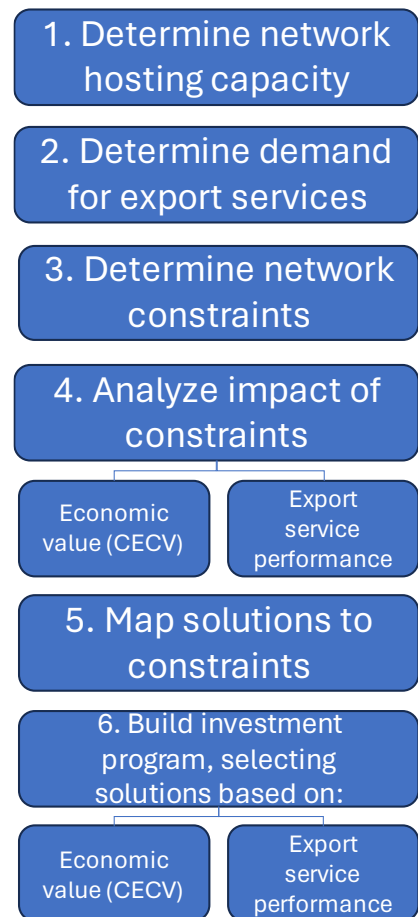 1. Determine network
hosting capacity
2. Determine demand
for export services
3. Determine network
constraints
4. Analyze impact of
constraints
Economic
value (CECV)
Export
service
performance
5. Map solutions to
constraints
6. Build investment
program, selecting
solutions based on:
Economic
value (CECV)
Export
service
performance